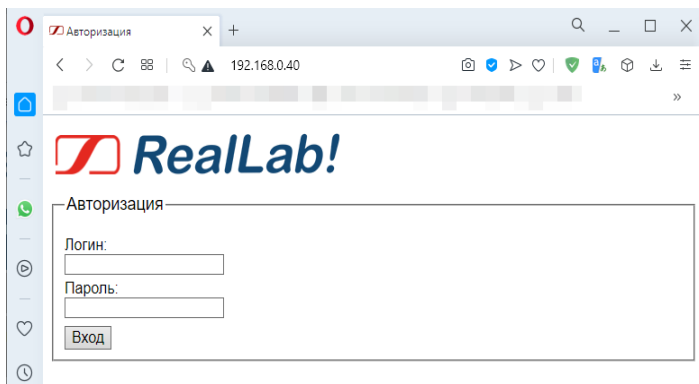 Авторизация
192.168.0.40
RealLab!
Авторизация
Логин:
Пароль:
Вход